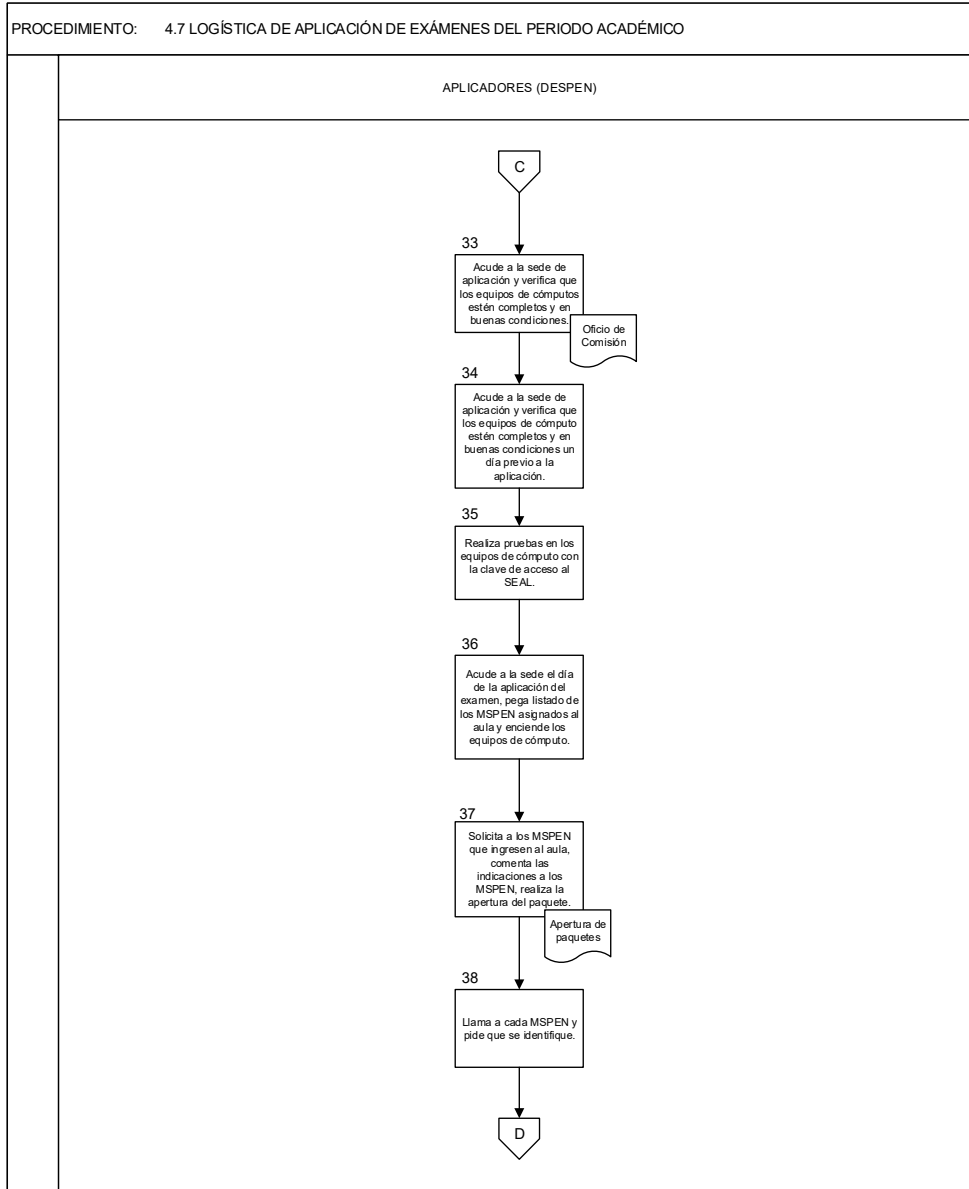 PROCEDIMIENTO: 4.7 LOGÍSTICA DE APLICACIÓN DE EXÁMENES DEL PERIODO ACADÉMICO
APLICADORES (DESPEN)
C
33
Acude a la sede de
aplicación y verifica que
los equipos de cómputos
estén completos y en
buenas condiciones.
Oficio de
Comisión
34
Acude a la sede de
aplicación y verifica que
los equipos de cómputo
estén completos y en
buenas condiciones un
día previo a la
aplicación.
35
Realiza pruebas en los
equipos de cómputo con
la clave de acceso al
SEAL.
36
Acude a la sede el día
de la aplicación del
examen, pega listado de
los MSPEN asignados al
aula y enciende los
equipos de cómputo.
37
Solicita a los MSPEN
que ingresen al aula,
comenta las
indicaciones a los
MSPEN, realiza la
apertura del paquete.
Apertura de
paquetes
38
Llama a cada MSPEN y
pide que se identifique.
D